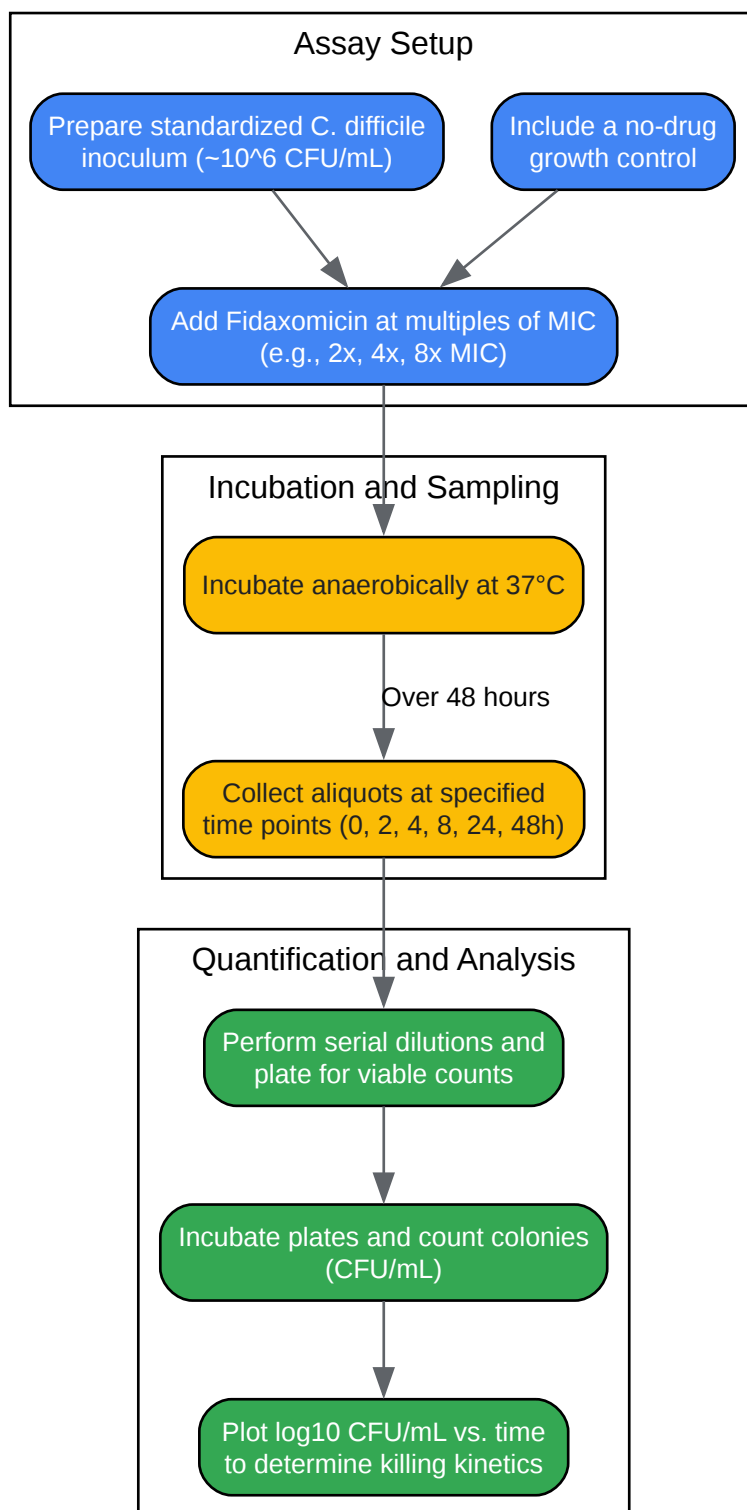 Assay Setup
Prepare standardized C. difficile
inoculum (~10^6 CFU/mL)
Include a no-drug
growth control
Add Fidaxomicin at multiples of MIC
(e.g., 2x, 4x, 8x MIC)
Incubation and Sampling
Incubate anaerobically at 37°C
Over 48 hours
Collect aliquots at specified
time points (0, 2, 4, 8, 24, 48h)
Quantification and Analysis
Perform serial dilutions and
plate for viable counts
Incubate plates and count colonies
(CFU/mL)
Plot log10 CFU/mL vs. time
to determine killing kinetics